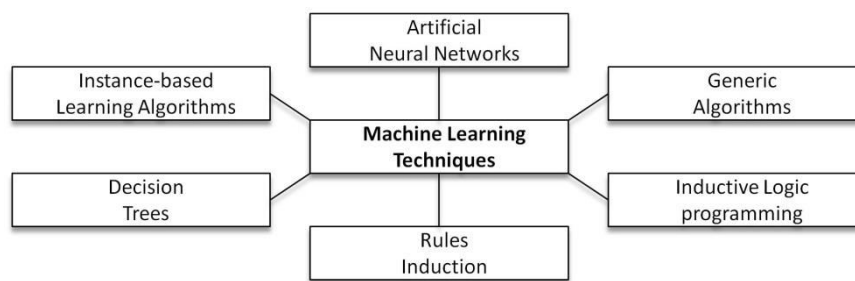 Artificial
Neural Networks
Instance-based
Learning Algorithms
Generic
Algorithms
Machine Learning
Techniques
Decision
Trees
Inductive Logic
programming
Rules
Induction